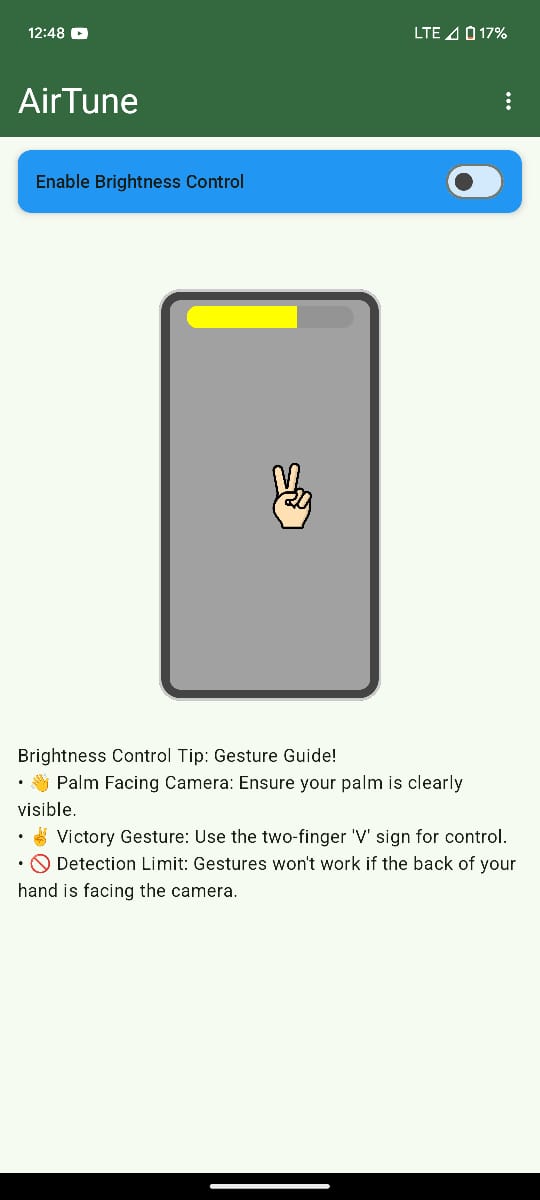 12:48 LTE 17%
AirTune
Enable Brightness Control
Brightness Control Tip: Gesture Guide!
• 👋 Palm Facing Camera: Ensure your palm is clearly
visible.
• ✌️ Victory Gesture: Use the two-finger 'V' sign for control.
• 🚫 Detection Limit: Gestures won't work if the back of your
hand is facing the camera.